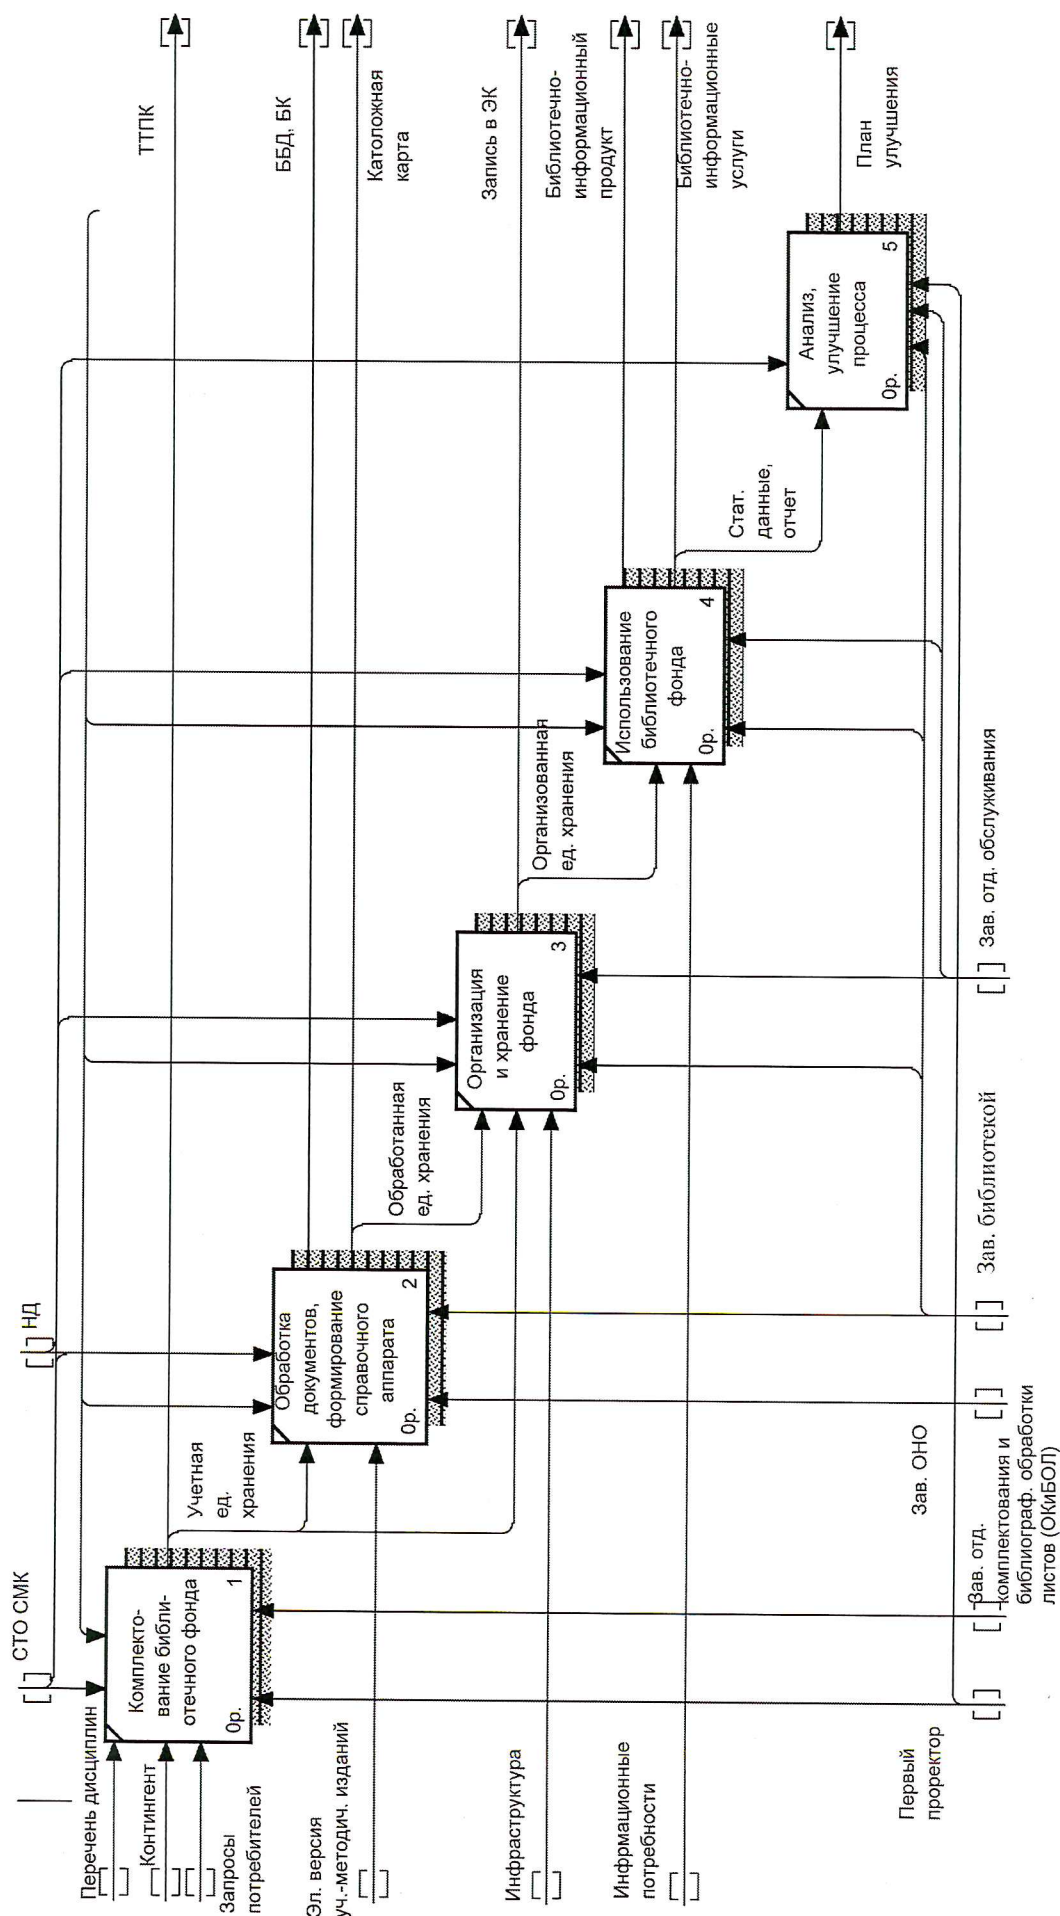 СТО СМК
НД
Перечень дисциплин
Контингент
Запросы
потребителей
Эл. версия
уч.-методич. изданий
Инфраструктура
Инфрмационные
потребности
Комплекто-
вание библи-
отечного фонда
0р.
1
Учетная
ед.
хранения
Обработка
документов,
формирование
справочного
аппарата
0р.
2
Обработанная
ед. хранения
Организация
и хранение
фонда
0р.
3
Организованная
ед. хранения
Использование
библиотечного
фонда
0р.
4
Стат.
данные,
отчет
Анализ,
улучшение
процесса
0р.
5
ТТПК
ББД, БК
Католожная
карта
Запись в ЭК
Библиотечно-
информационный
продукт
Библиотечно-
информационные
услуги
План
улучшения
Первый
проректор
Зав. отд.
комплектования и
библиограф. обработки
листов (ОКиБОЛ)
Зав. ОНО
Зав. библиотекой
Зав. отд. обслуживания